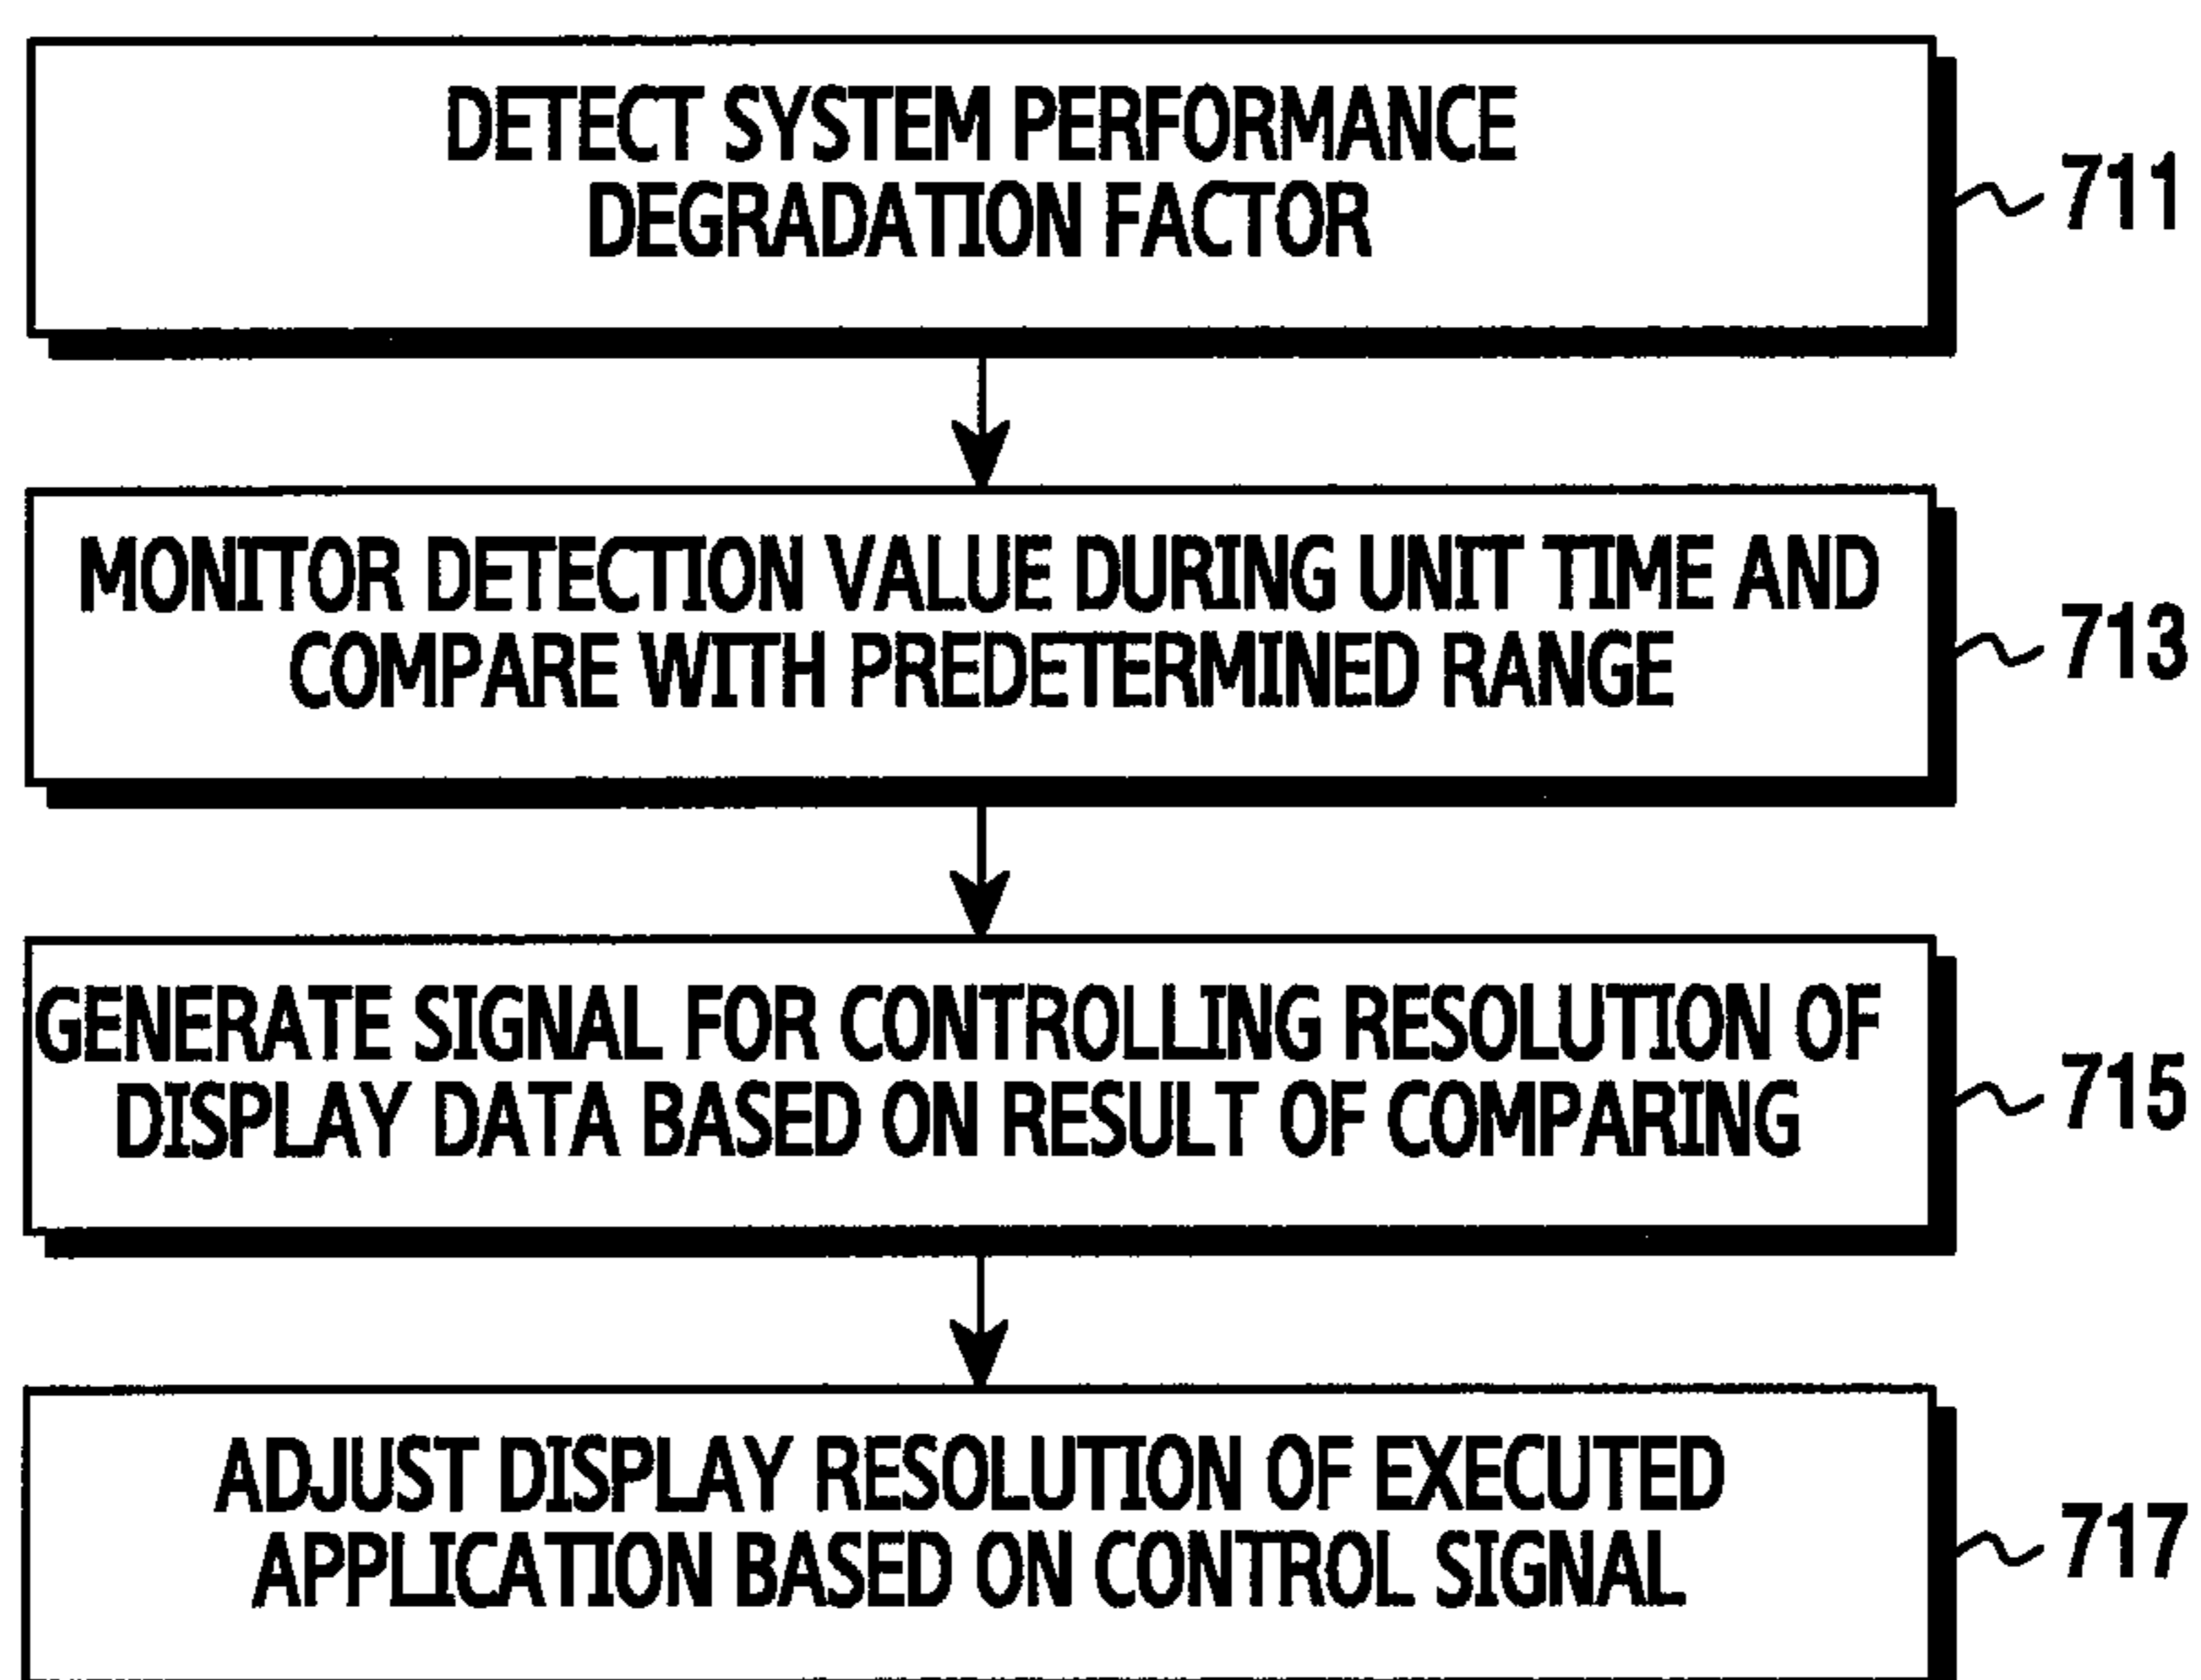 DETECT SYSTEM PERFORMANCE
DEGRADATION FACTOR
711
MONITOR DETECTION VALUE DURING UNIT TIME AND
COMPARE WITH PREDETERMINED RANGE
713
GENERATE SIGNAL FOR CONTROLLING RESOLUTION OF
DISPLAY DATA BASED ON RESULT OF COMPARING
715
ADJUST DISPLAY RESOLUTION OF EXECUTED
APPLICATION BASED ON CONTROL SIGNAL
717